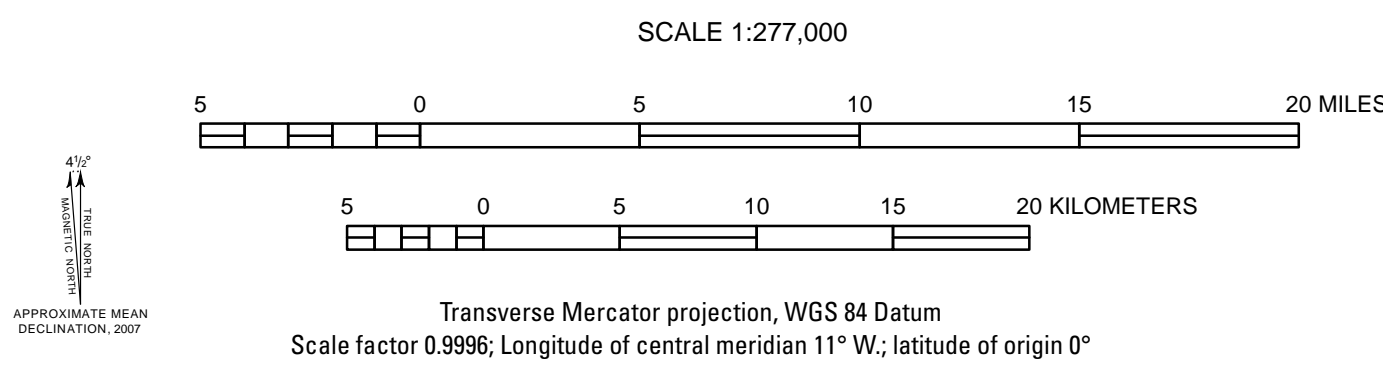 SCALE 1:277,000
5 0 5 10 15 20 MILES
4 1/2°
MAGNETIC NORTH
TRUE NORTH
5 0 5 10 15 20 KILOMETERS
APPROXIMATE MEAN
DECLINATION, 2007
Transverse Mercator projection, WGS 84 Datum
Scale factor 0.9996; Longitude of central meridian 11° W.; latitude of origin 0°